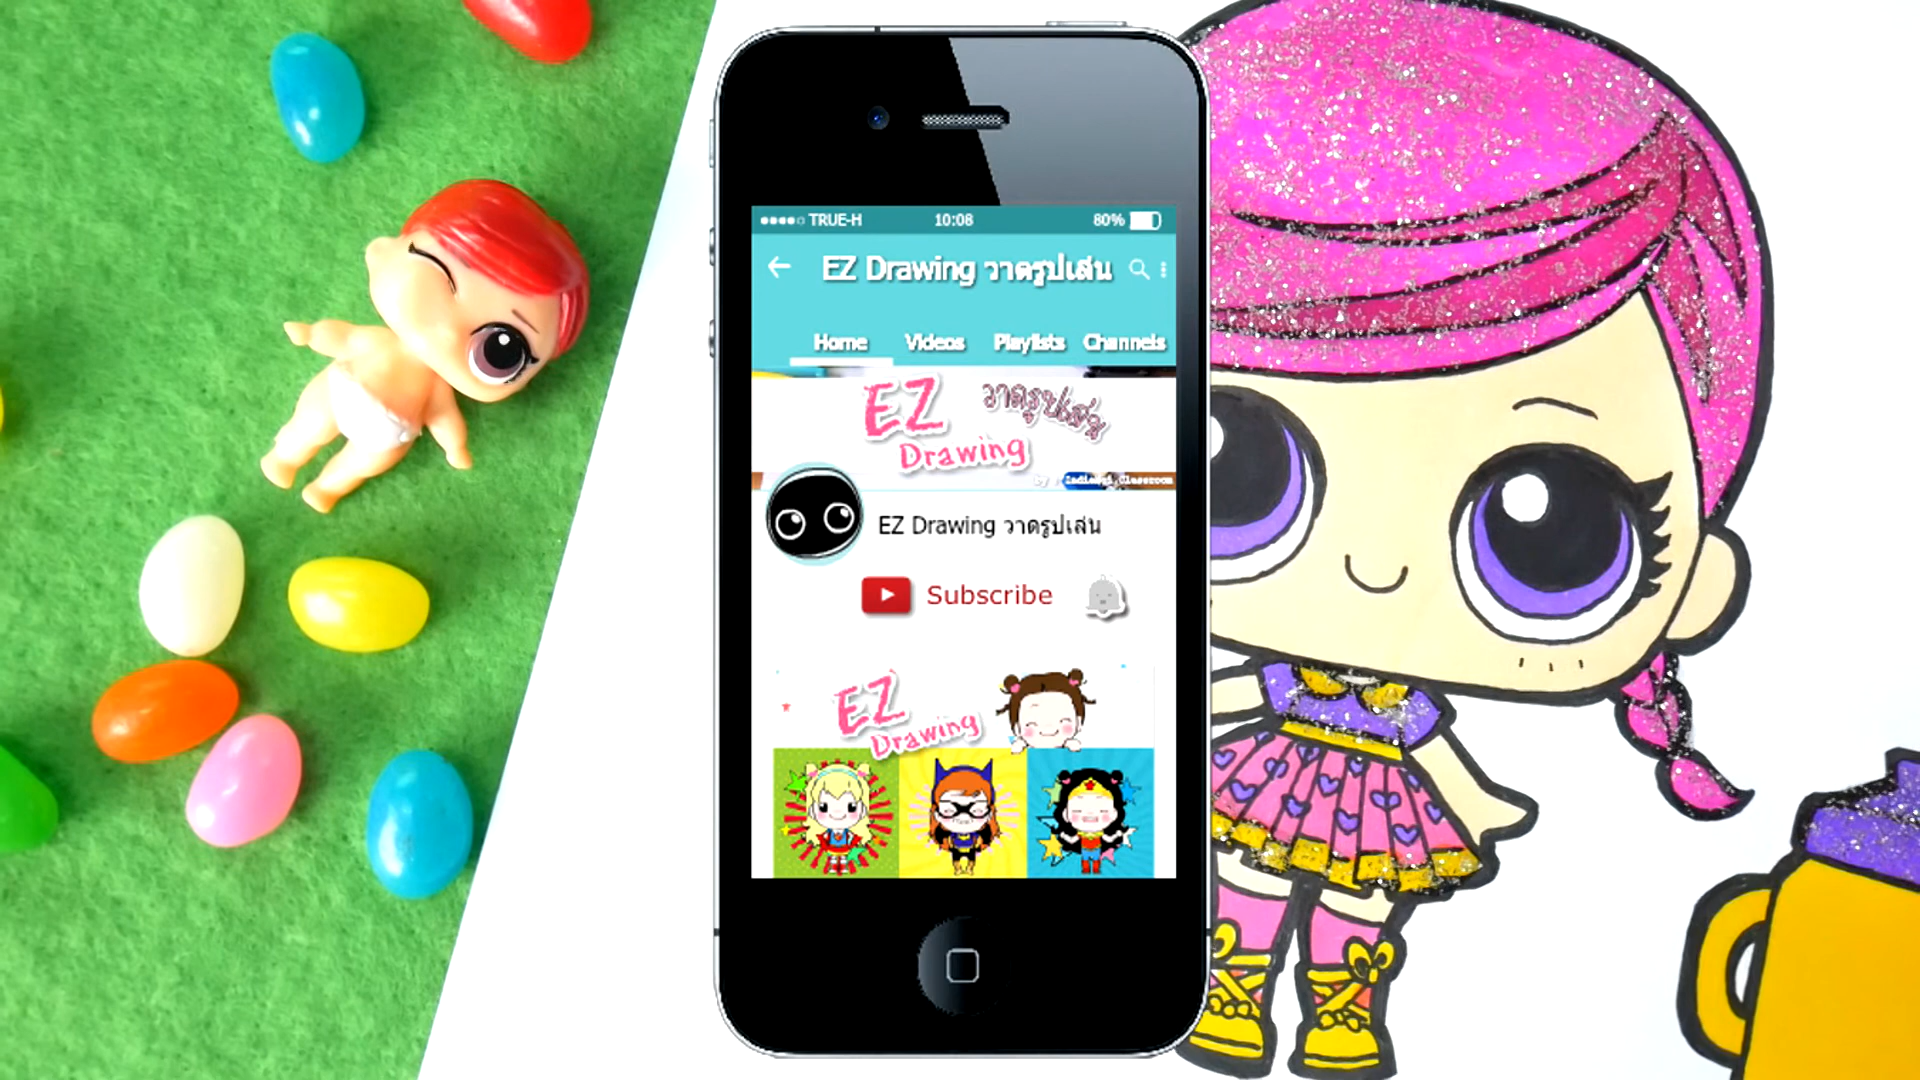 TRUE-H 10:08 80%
EZ Drawing วาดรูปเล่น
Home Videos Playlists Channels
EZ วาดรูปเล่น
Drawing
By : Classroom
EZ Drawing วาดรูปเล่น
Subscribe
EZ
Drawing